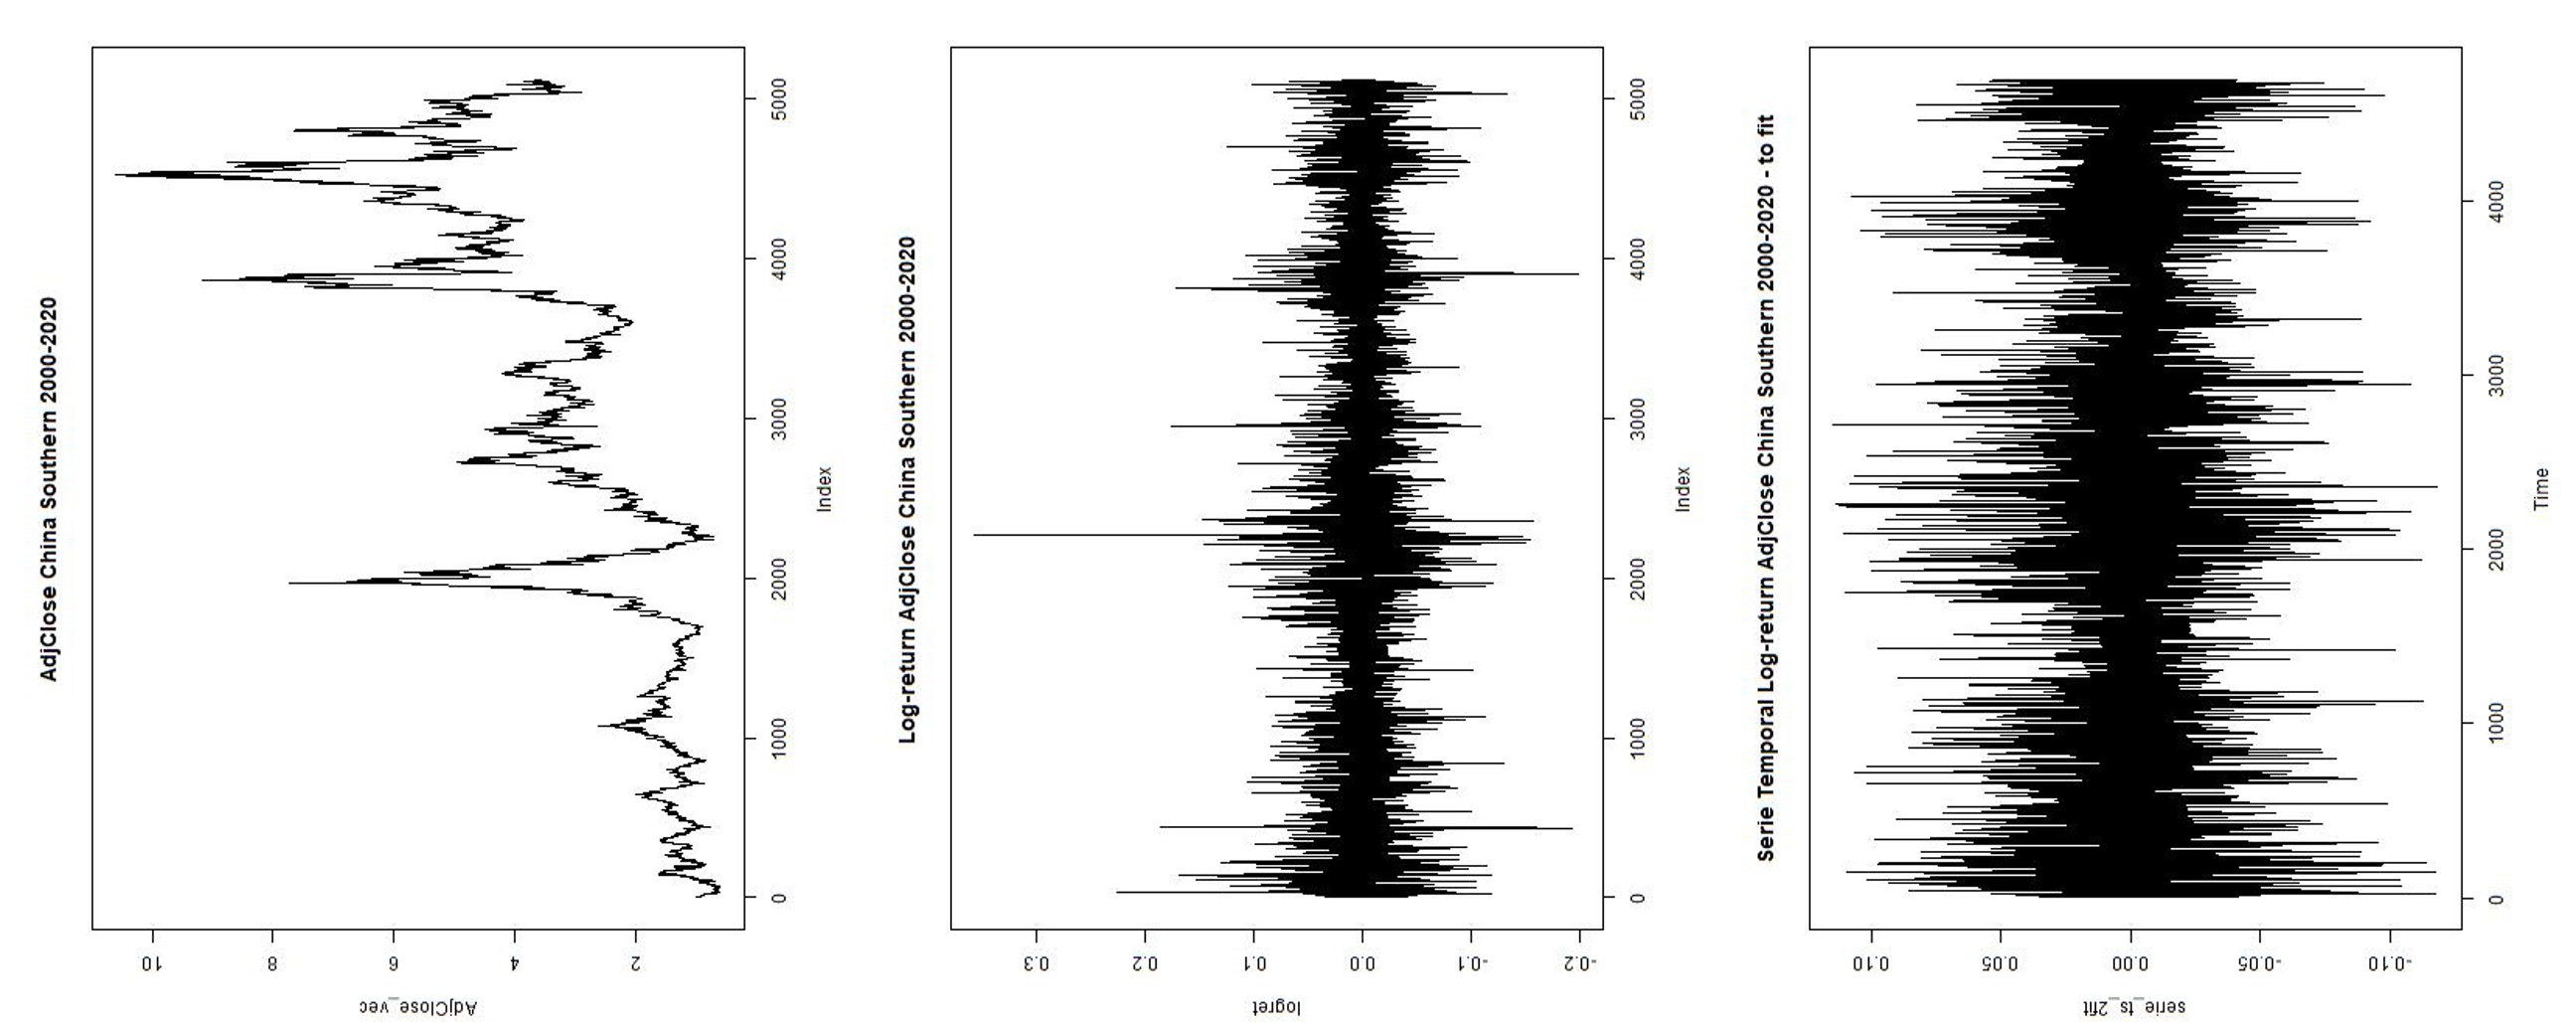 AdjClose China Southern 2000-2020
10
8
6
4
2
AdjClose_vec
0 1000 2000 3000 4000 5000
Index
Log-return AdjClose China Southern 2000-2020
0.3
0.2
0.1
0.0
-0.1
-0.2
logret
0 1000 2000 3000 4000 5000
Index
Serie Temporal Log-return AdjClose China Southern 2000-2020 - to fit
0.10
0.05
0.00
-0.05
-0.10
serie_ts_2fit
0 1000 2000 3000 4000
Time